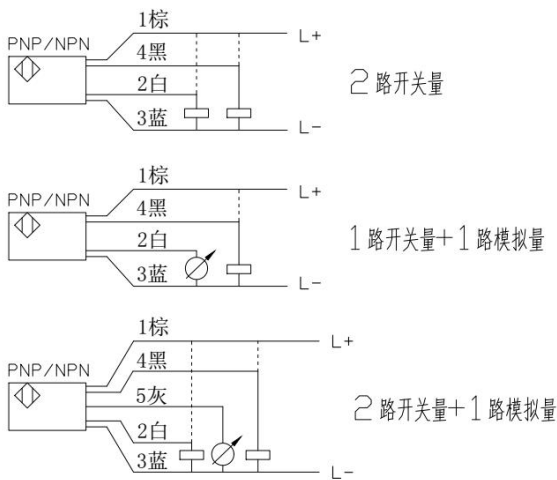 1棕
L+
PNP/NPN
4黑
2白
2路开关量
3蓝
L-
1棕
L+
PNP/NPN
4黑
2白
1路开关量+1路模拟量
3蓝
L-
1棕
L+
PNP/NPN
4黑
5灰
2路开关量+1路模拟量
2白
3蓝
L-